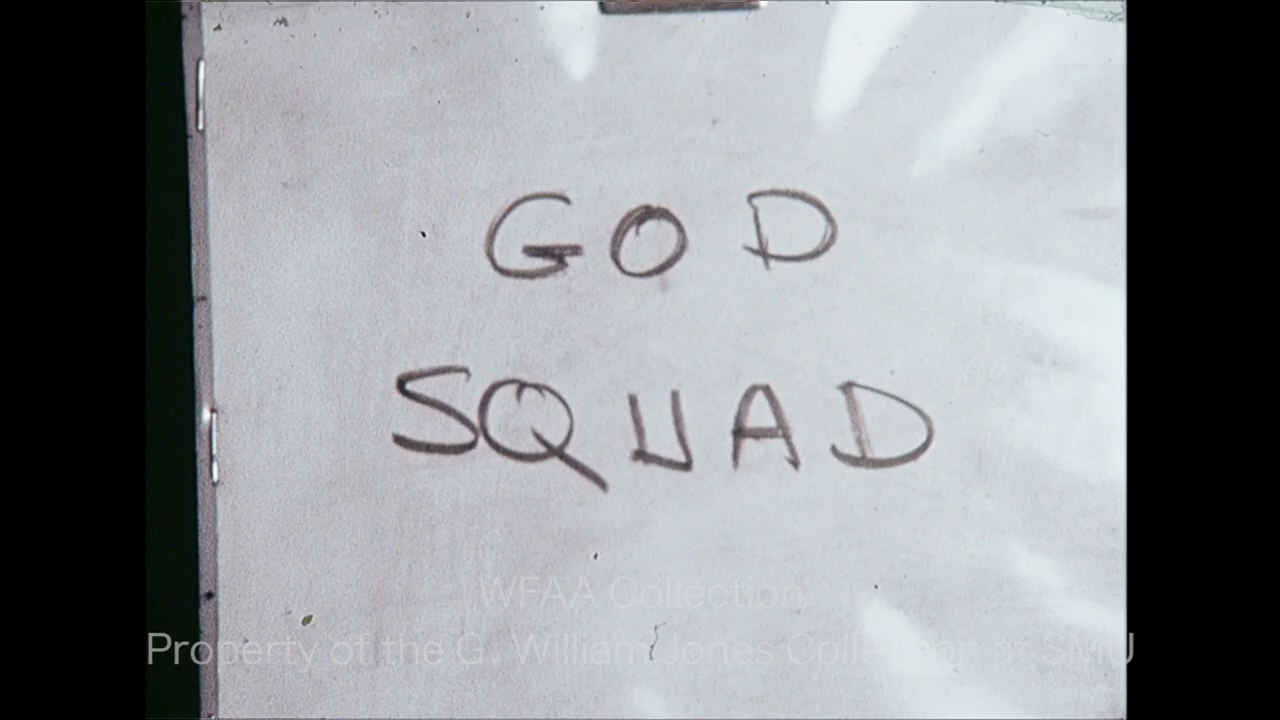 GOD
SQUAD
WFAA Collection
Property of the G. William Jones Collection at SMU